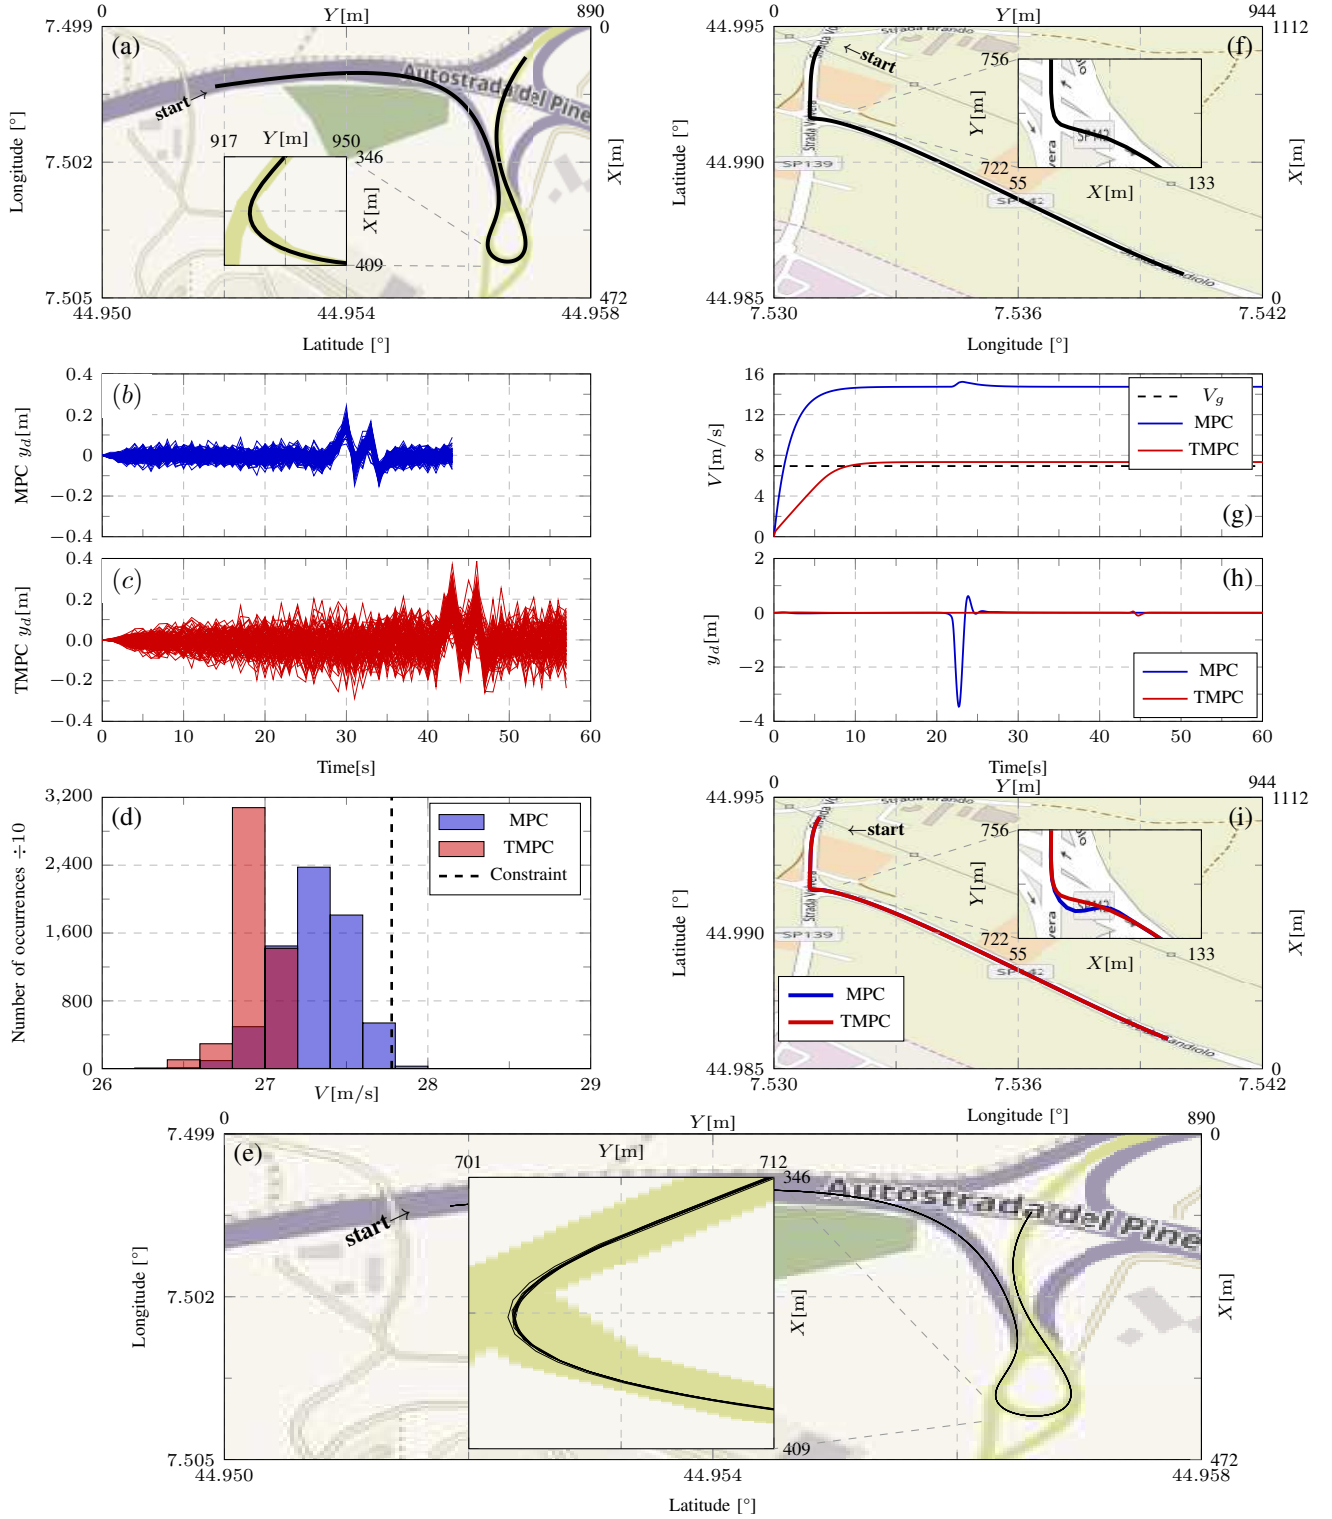 0 Y[m] 890
7.499 0
(a)
Autostrada del Pine
start→
917 Y[m] 950
346
Longitude [°]
7.502
X[m]
X[m]
409
7.505 472
44.950 44.954 44.958
Latitude [°]
0 Y[m] 944
44.995 1112
Strada Brando
(f)
←start
756
Y[m]
SP142
vera
722
55 X[m] 133
Latitude [°]
44.990
SP139
X[m]
44.985 0
7.530 7.536 7.542
Longitude [°]
0.4
(b)
0.2
MPC y_d[m]
0
−0.2
−0.4
0.4
(c)
0.2
TMPC y_d[m]
0.0
−0.2
−0.4
0 10 20 30 40 50 60
Time[s]
16
12
V[m/s]
8
4
0
V_g
MPC
TMPC
(g)
2
(h)
0
y_d[m]
−2
−4
MPC
TMPC
0 10 20 30 40 50 60
Time[s]
3,200
(d)
MPC
TMPC
Constraint
2,400
Number of occurrences ÷10
1,600
800
0
26 27 28 29
V[m/s]
0 Y[m] 944
44.995 1112
Strada Brando
(i)
←start
756
Y[m]
SP142
vera
722
55 X[m] 133
Latitude [°]
44.990
SP139
X[m]
MPC
TMPC
44.985 0
7.530 7.536 7.542
Longitude [°]
0 Y[m] 890
7.499 0
(e)
701 Y[m] 712
346
Autostrada del Pine
start→
Longitude [°]
7.502
X[m]
X[m]
409
7.505 472
44.950 44.954 44.958
Latitude [°]